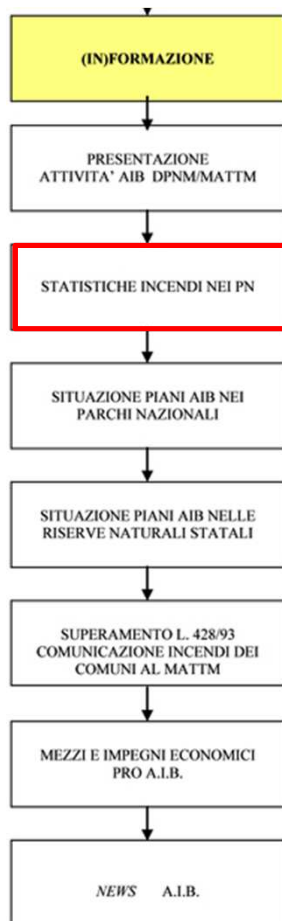 (IN)FORMAZIONE
PRESENTAZIONE
ATTIVITA' AIB DPNM/MATTM
STATISTICHE INCENDI NEI PN
SITUAZIONE PIANI AIB NEI
PARCHI NAZIONALI
SITUAZIONE PIANI AIB NELLE
RISERVE NATURALI STATALI
SUPERAMENTO L. 428/93
COMUNICAZIONE INCENDI DEI
COMUNI AL MATTM
MEZZI E IMPEGNI ECONOMICI
PRO A.I.B.
NEWS A.I.B.